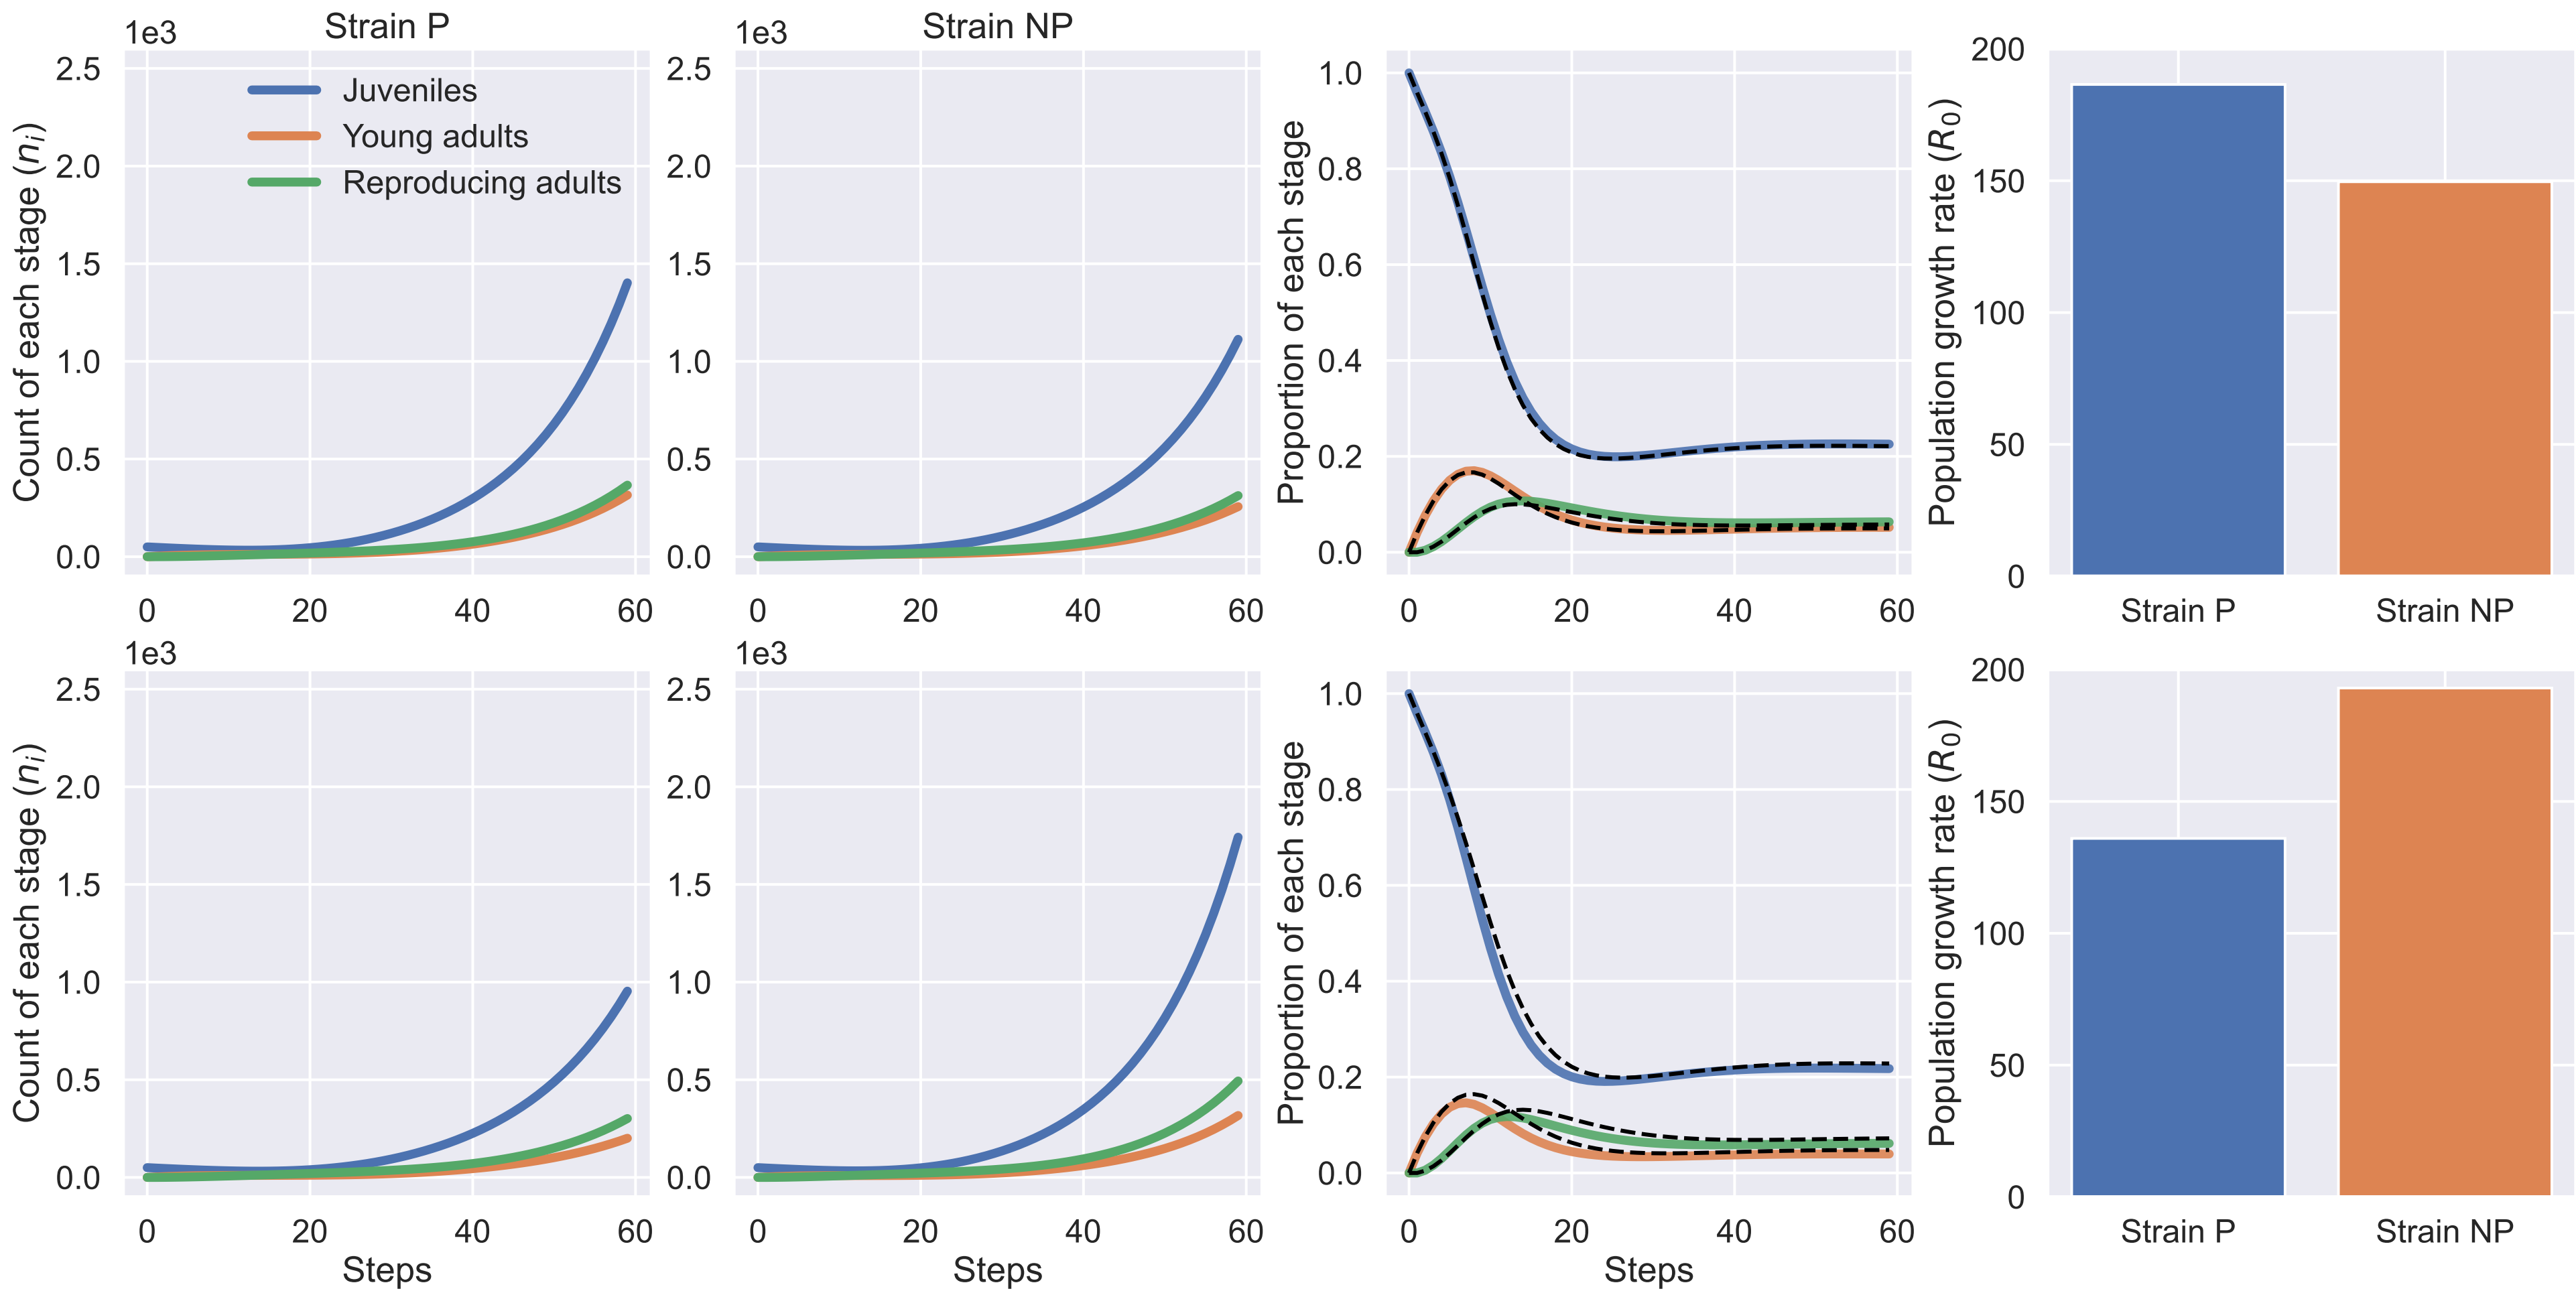 Strain P
Strain NP
1e3
1e3
Count of each stage (n_i)
2.5
2.0
1.5
1.0
0.5
0.0
Juveniles
Young adults
Reproducing adults
0 20 40 60
2.5
2.0
1.5
1.0
0.5
0.0
0 20 40 60
Proportion of each stage
1.0
0.8
0.6
0.4
0.2
0.0
0 20 40 60
Population growth rate (R_0)
200
150
100
50
0
Strain P Strain NP
1e3
1e3
Count of each stage (n_i)
2.5
2.0
1.5
1.0
0.5
0.0
0 20 40 60
Steps
2.5
2.0
1.5
1.0
0.5
0.0
0 20 40 60
Steps
Proportion of each stage
1.0
0.8
0.6
0.4
0.2
0.0
0 20 40 60
Steps
Population growth rate (R_0)
200
150
100
50
0
Strain P Strain NP